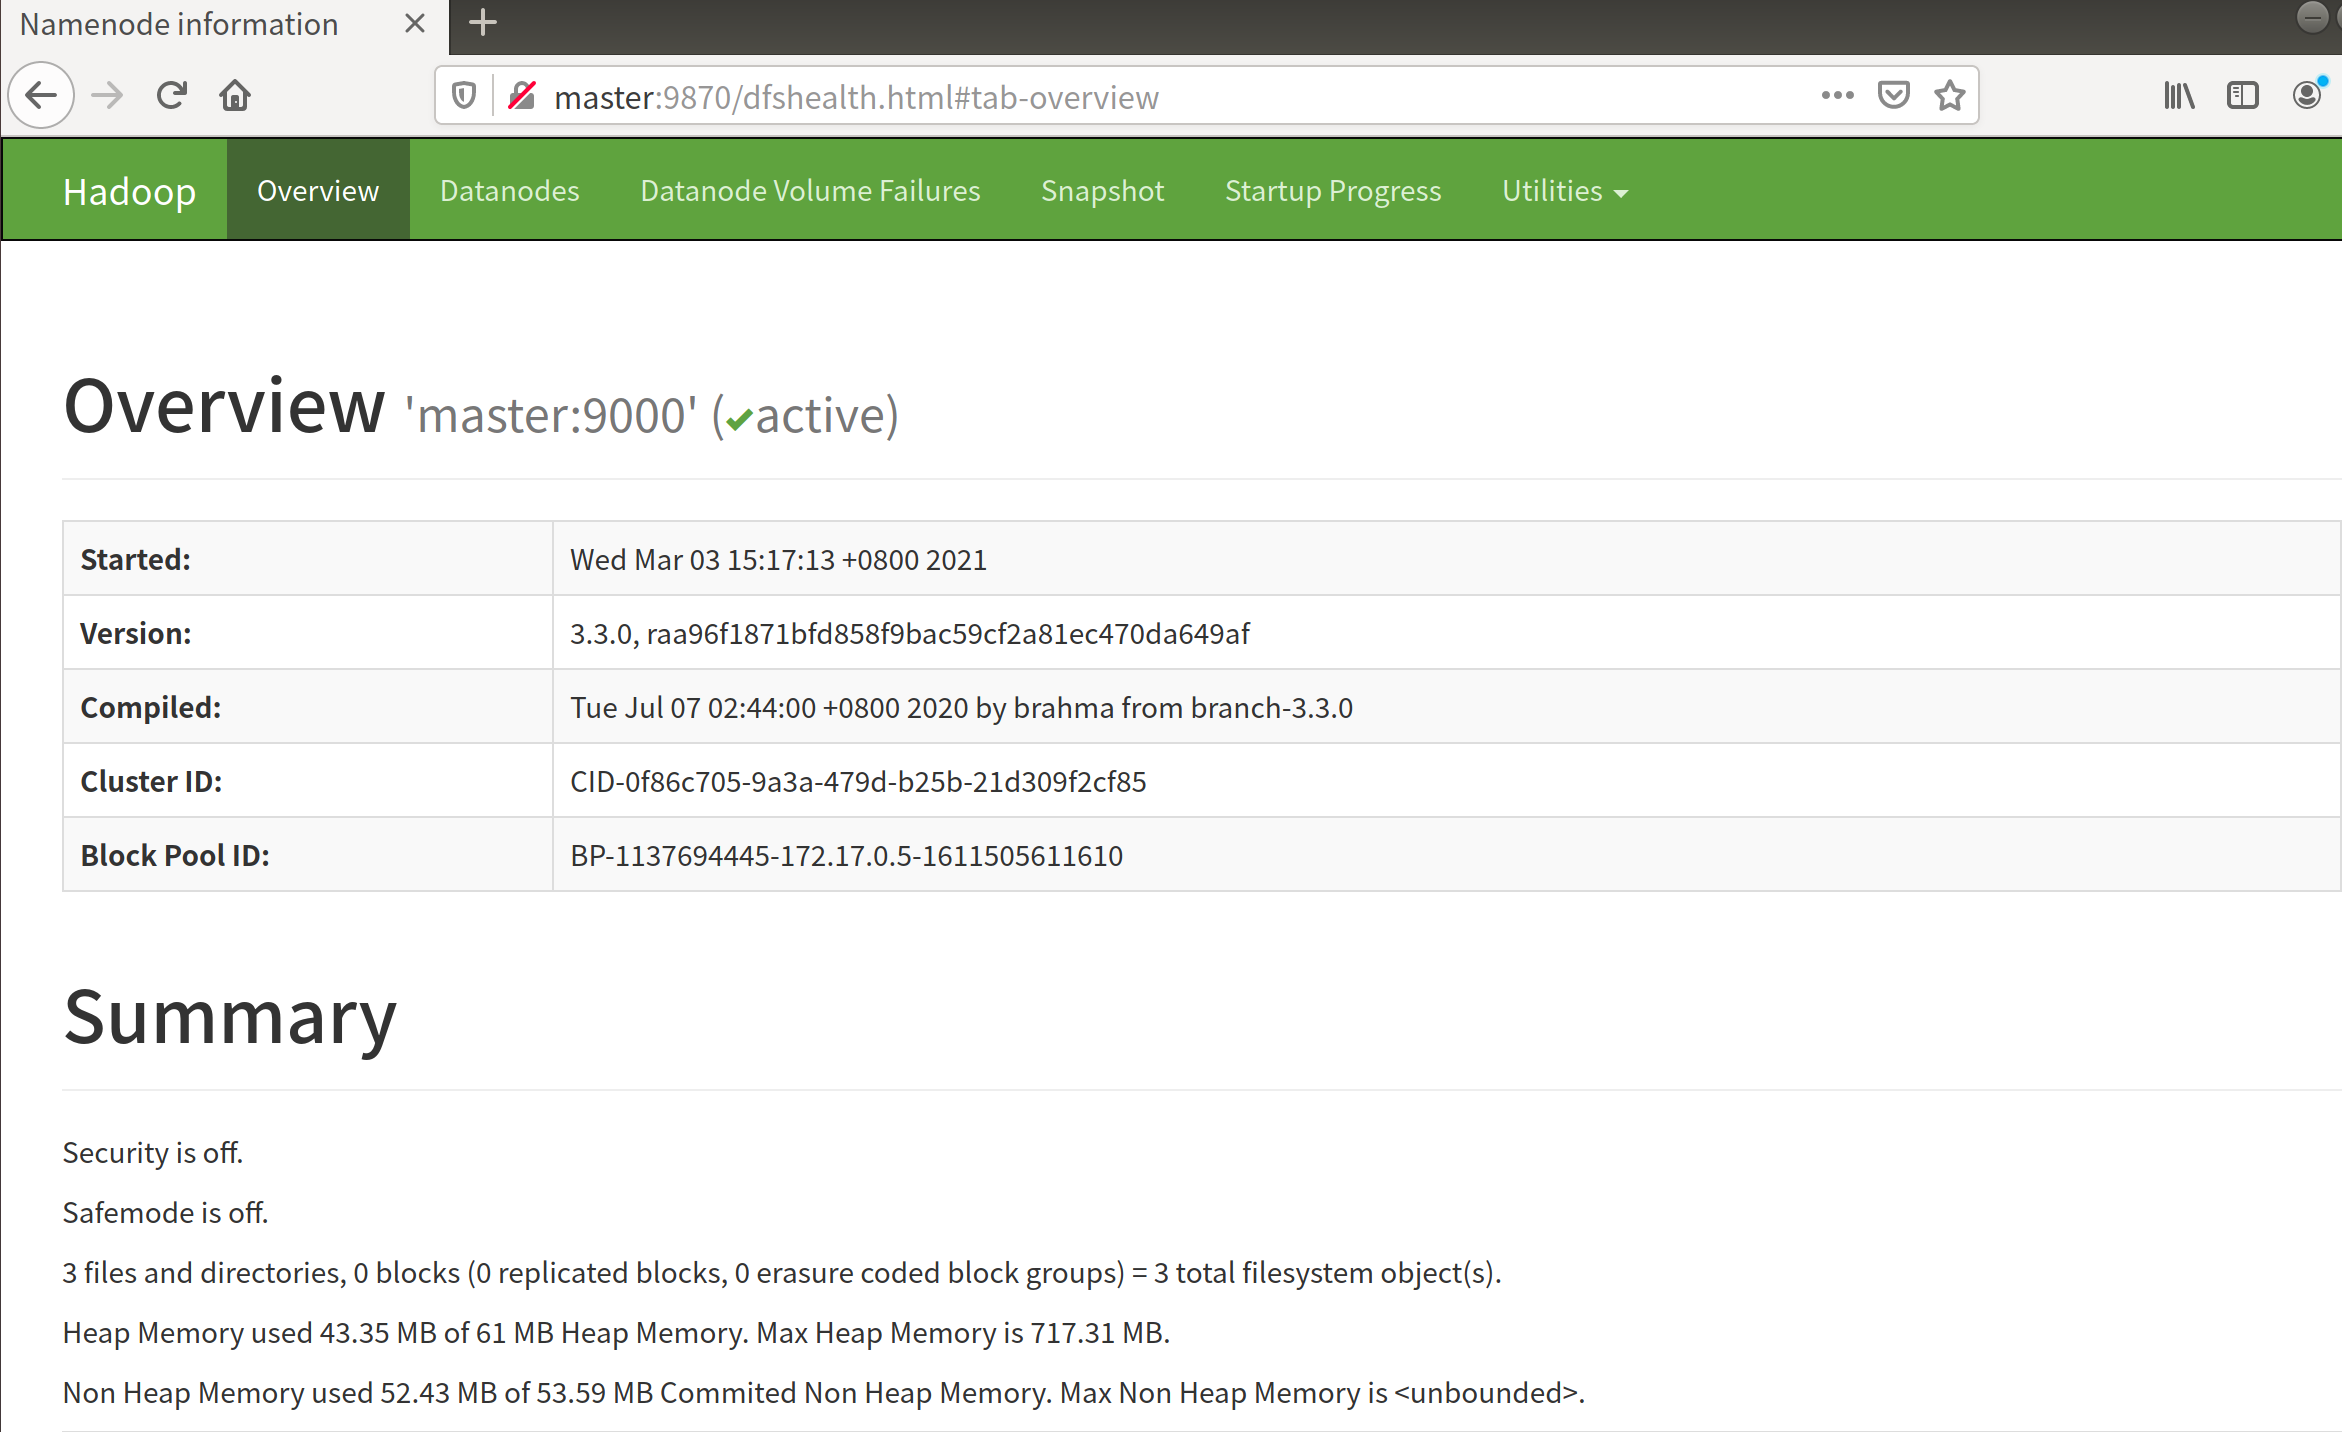 Namenode information
master:9870/dfshealth.html#tab-overview
Hadoop Overview Datanodes Datanode Volume Failures Snapshot Startup Progress Utilities
Overview 'master:9000' (✔active)
Started: Wed Mar 03 15:17:13 +0800 2021
Version: 3.3.0, raa96f1871bfd858f9bac59cf2a81ec470da649af
Compiled: Tue Jul 07 02:44:00 +0800 2020 by brahma from branch-3.3.0
Cluster ID: CID-0f86c705-9a3a-479d-b25b-21d309f2cf85
Block Pool ID: BP-1137694445-172.17.0.5-1611505611610
Summary
Security is off.
Safemode is off.
3 files and directories, 0 blocks (0 replicated blocks, 0 erasure coded block groups) = 3 total filesystem object(s).
Heap Memory used 43.35 MB of 61 MB Heap Memory. Max Heap Memory is 717.31 MB.
Non Heap Memory used 52.43 MB of 53.59 MB Commited Non Heap Memory. Max Non Heap Memory is <unbounded>.